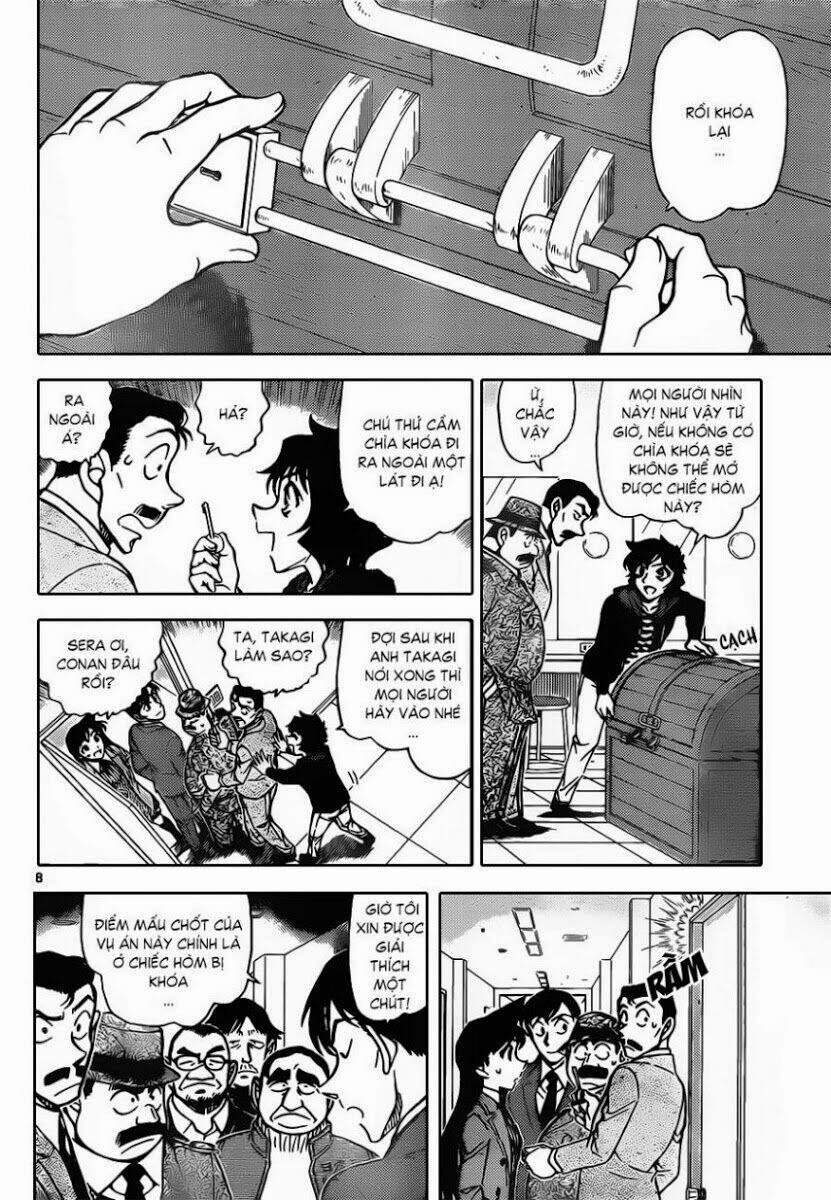 RỒI KHÓA
LẠI
...
MỌI NGƯỜI NHÌN
NÀY! NHƯ VẬY TỪ
GIỜ, NẾU KHÔNG CÓ
CHÌA KHÓA SẼ
KHÔNG THỂ MỞ
ĐƯỢC CHIẾC HÒM
NÀY?
Ừ,
CHẮC
VẬY
...
CẠCH
CHÚ THỬ CẦM
CHÌA KHÓA ĐI
RA NGOÀI MỘT
LÁT ĐI Ạ!
HẢ?
RA
NGOÀI
Á?
ĐỢI SAU KHI
ANH TAKAGI
NÓI XONG THÌ
MỌI NGƯỜI
HÃY VÀO NHÉ
...
TA, TAKAGI
LÀM SAO?
SERA ƠI,
CONAN ĐÂU
RỒI?
8
RẦM
GIỜ TÔI
XIN ĐƯỢC
GIẢI
THÍCH MỘT
CHÚT!
ĐIỂM MẤU CHỐT CỦA
VỤ ÁN NÀY CHÍNH LÀ
Ở CHIẾC HÒM BỊ
KHÓA
...